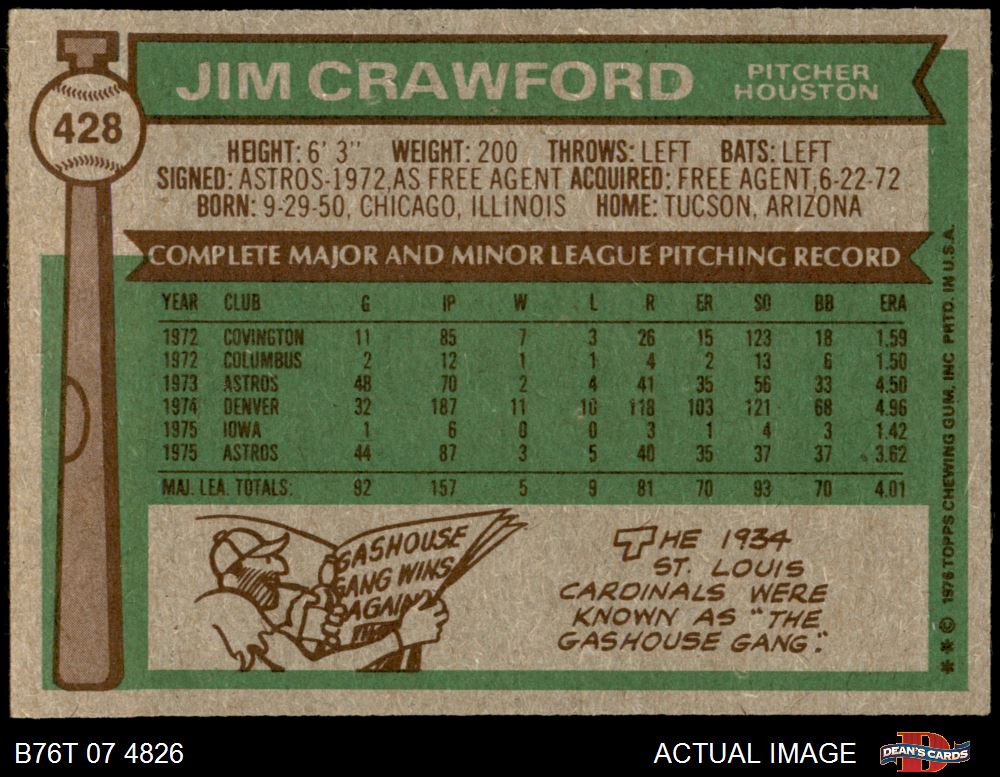 428
JIM CRAWFORD
PITCHER
HOUSTON
HEIGHT: 6' 3" WEIGHT: 200 THROWS: LEFT BATS: LEFT
SIGNED: ASTROS-1972, AS FREE AGENT ACQUIRED: FREE AGENT, 6-22-72
BORN: 9-29-50, CHICAGO, ILLINOIS HOME: TUCSON, ARIZONA
COMPLETE MAJOR AND MINOR LEAGUE PITCHING RECORD
YEAR CLUB G IP W L R ER SO BB ERA
1972 COVINGTON 11 85 7 3 26 15 123 18 1.59
1972 COLUMBUS 2 12 1 1 4 2 13 6 1.50
1973 ASTROS 48 70 2 4 41 35 56 33 4.50
1974 DENVER 32 187 11 10 118 103 121 68 4.96
1975 IOWA 1 6 0 0 3 1 4 3 1.42
1975 ASTROS 44 87 3 5 40 35 37 37 3.62
MAJ. LEA. TOTALS: 92 157 5 9 81 70 93 70 4.01
GASHOUSE
GANG WINS
AGAIN
THE 1934
ST. LOUIS
CARDINALS WERE
KNOWN AS "THE
GASHOUSE GANG".
* * © 1976 TOPPS CHEWING GUM, INC PRTD. IN U.S.A.
B76T 07 4826
ACTUAL IMAGE
DEAN'S CARDS